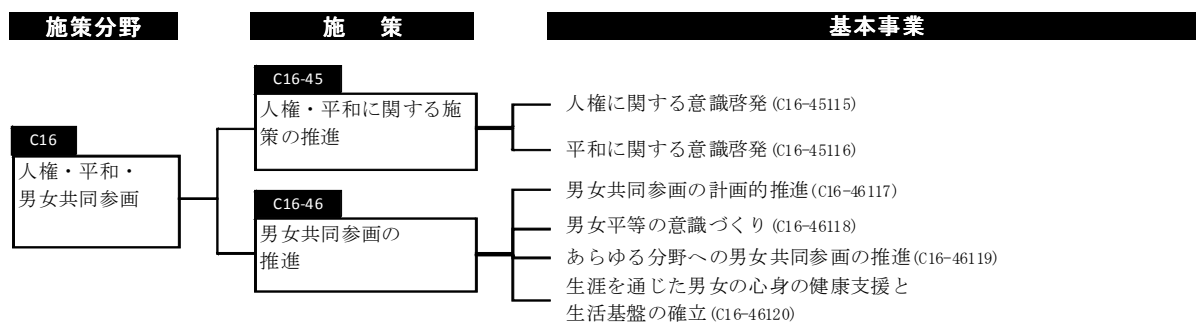 施策分野
施　策
基本事業
C16
人権・平和・
男女共同参画
C16-45
人権・平和に関する施
策の推進
人権に関する意識啓発(C16-45115)
平和に関する意識啓発(C16-45116)
C16-46
男女共同参画の
推進
男女共同参画の計画的推進(C16-46117)
男女平等の意識づくり(C16-46118)
あらゆる分野への男女共同参画の推進(C16-46119)
生涯を通じた男女の心身の健康支援と
生活基盤の確立(C16-46120)